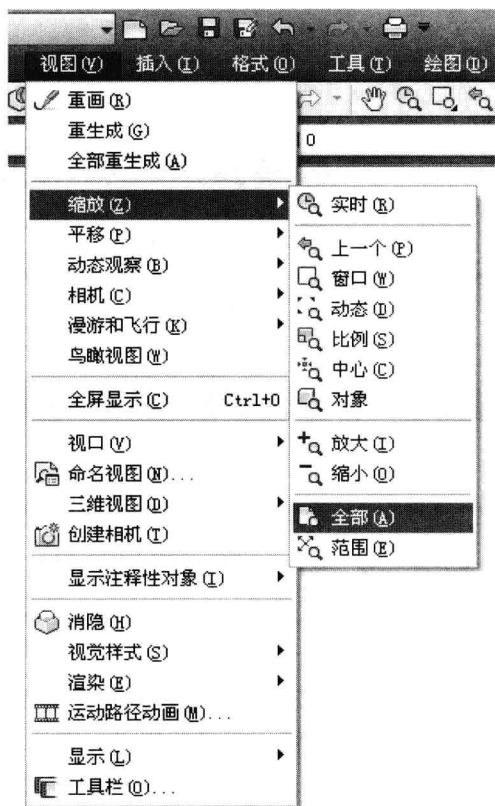 视图(V) 插入(I) 格式(O) 工具(T) 绘图(D)
重画(R)
重生成(G)
0
全部重生成(A)
缩放(Z)
平移(P)
动态观察(B)
相机(C)
漫游和飞行(K)
鸟瞰视图(W)
全屏显示(C) Ctrl+0
视口(V)
命名视图(N)...
三维视图(D)
创建相机(T)
显示注释性对象(I)
消隐(H)
视觉样式(S)
渲染(E)
运动路径动画(M)...
显示(L)
工具栏(O)...
实时(R)
上一个(P)
窗口(W)
动态(D)
比例(S)
中心(C)
对象
放大(I)
缩小(O)
全部(A)
范围(E)